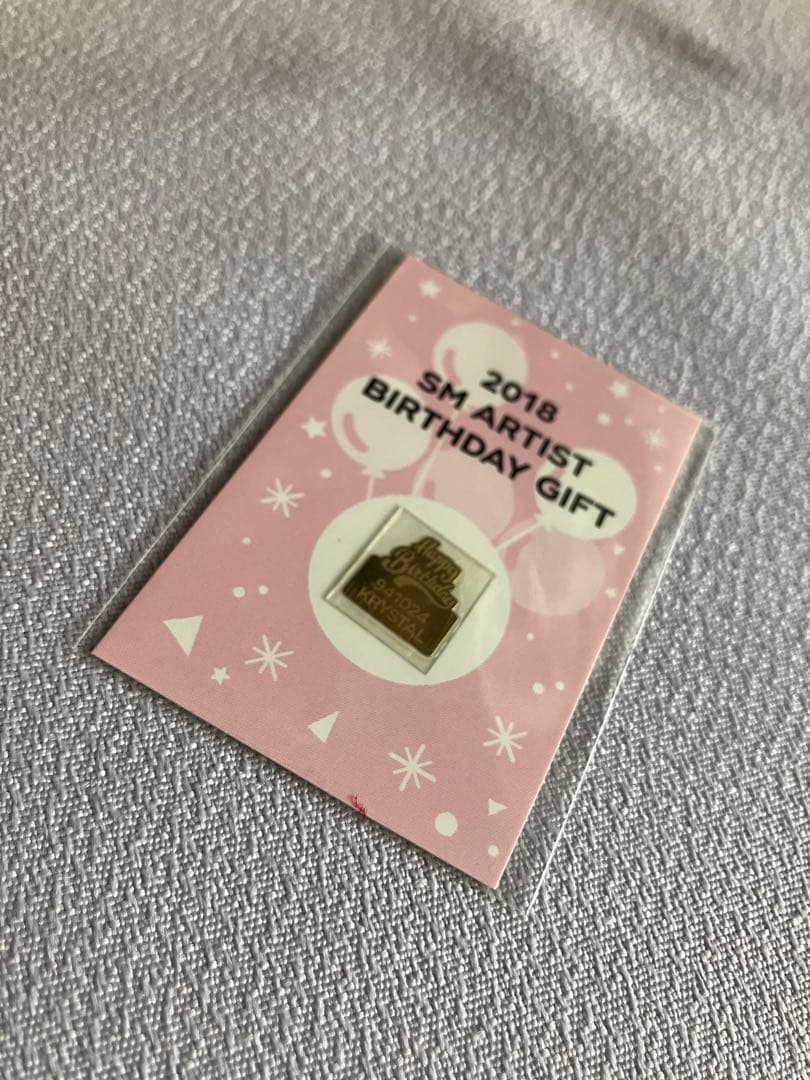 2018
SM ARTIST
BIRTHDAY GIFT
Happy
Birthday
941024
KRYSTAL